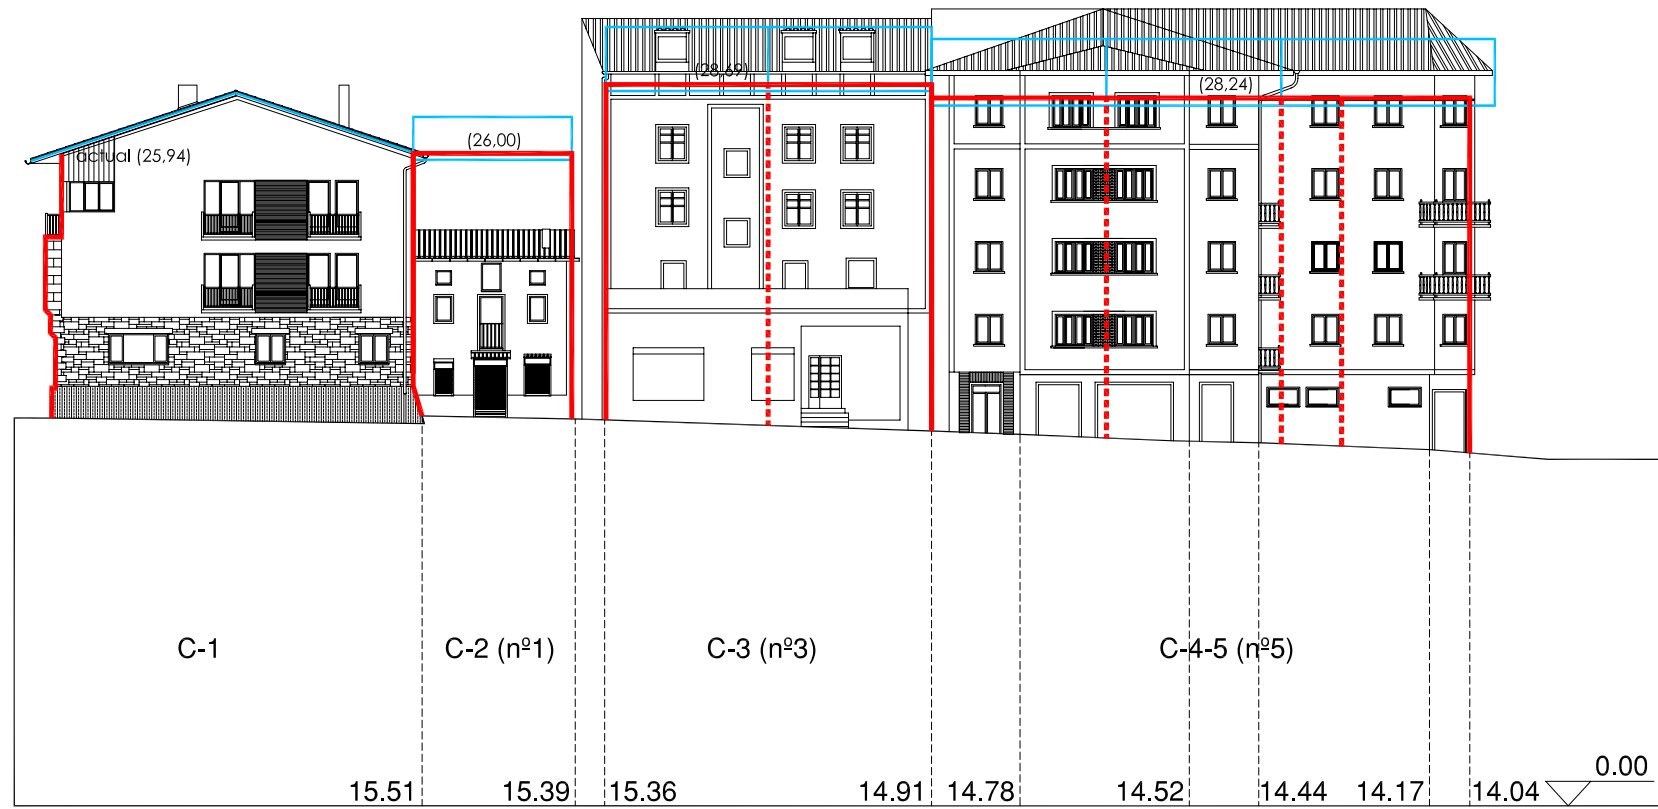 (28,69)
(28,24)
(26,00)
actual (25,94)
C-1
C-2 (nº1)
C-3 (nº3)
C-4-5 (nº5)
0.00
15.51
15.39
15.36
14.91
14.78
14.52
14.44
14.17
14.04